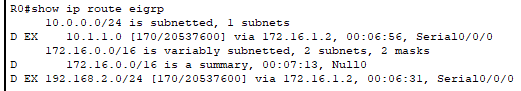 R0#show ip route eigrp
     10.0.0.0/24 is subnetted, 1 subnets
D EX    10.1.1.0 [170/20537600] via 172.16.1.2, 00:06:56, Serial0/0/0
     172.16.0.0/16 is variably subnetted, 2 subnets, 2 masks
D       172.16.0.0/16 is a summary, 00:07:13, Null0
D EX 192.168.2.0/24 [170/20537600] via 172.16.1.2, 00:06:31, Serial0/0/0